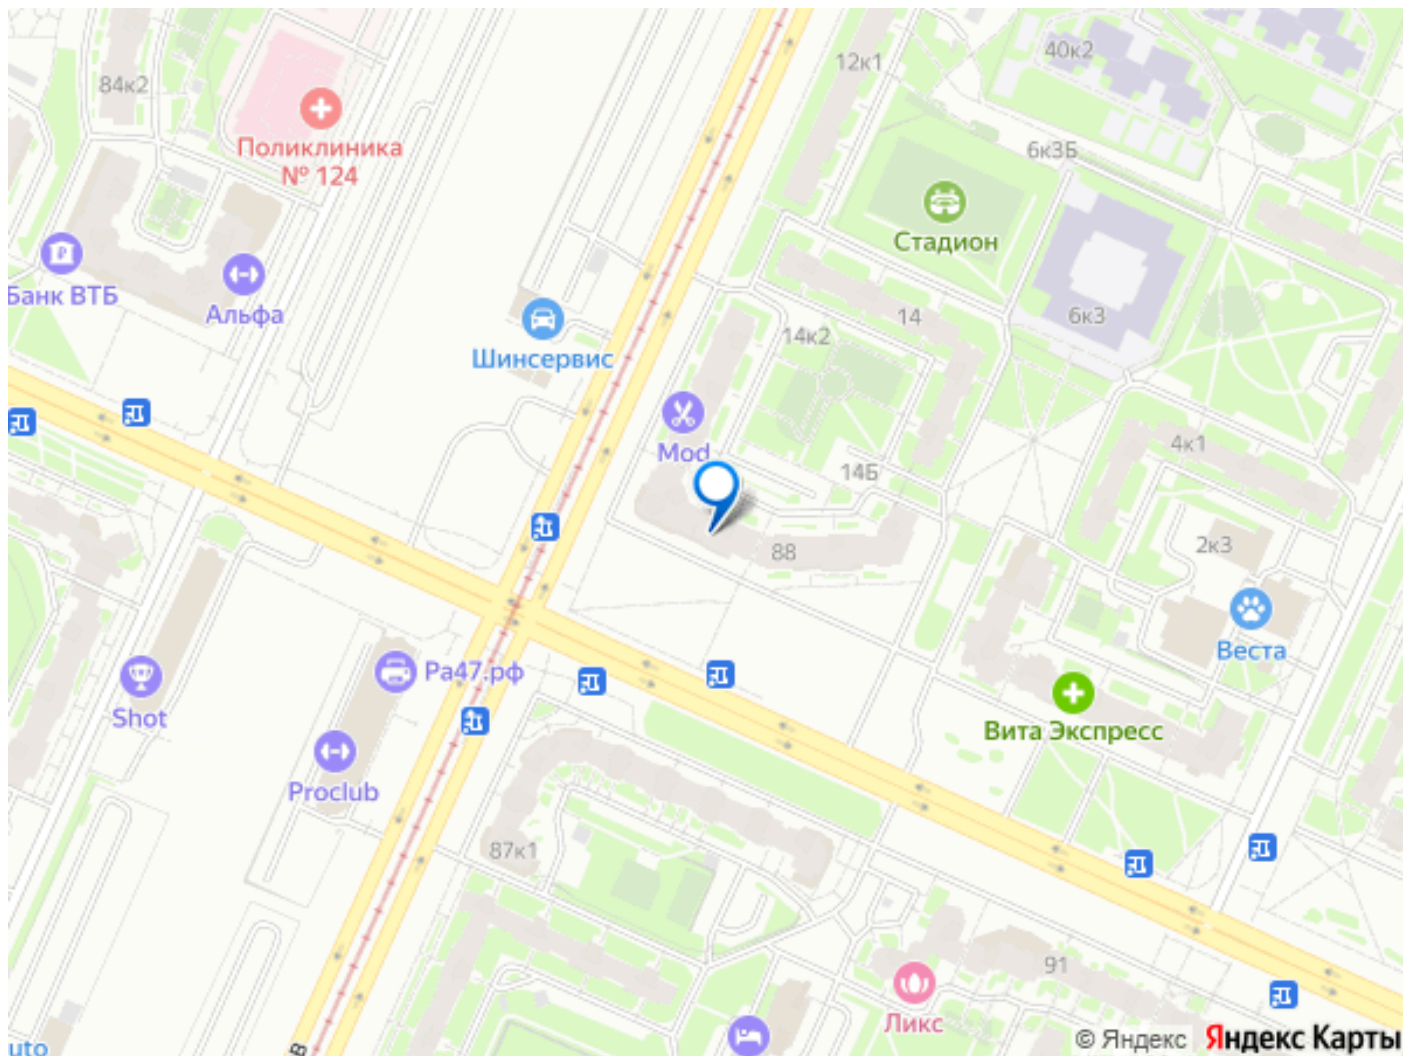 12к1
40к2
84к2
Поликлиника
№ 124
6к3Б
Стадион
Банк ВТБ
Альфа
6к3
14
14к2
Шинсервис
Mod
4к1
14Б
2к3
88
Веста
Ра47.рф
Shot
Вита Экспресс
Proclub
87к1
91
Ликс
uto
в
© Яндекс Яндекс Карты